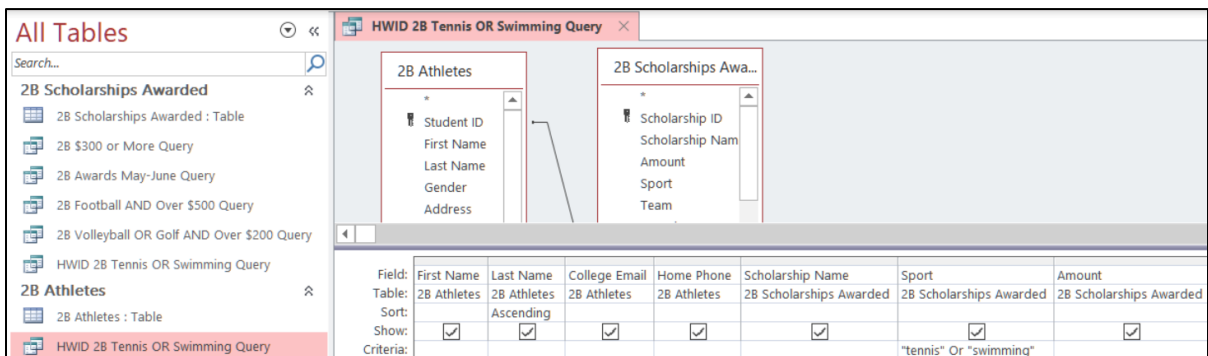 All Tables
Search...
2B Scholarships Awarded
2B Scholarships Awarded : Table
2B $300 or More Query
2B Awards May-June Query
2B Football AND Over $500 Query
2B Volleyball OR Golf AND Over $200 Query
HWID 2B Tennis OR Swimming Query
2B Athletes
2B Athletes : Table
HWID 2B Tennis OR Swimming Query
HWID 2B Tennis OR Swimming Query
2B Athletes
*
Student ID
First Name
Last Name
Gender
Address
2B Scholarships Awa...
*
Scholarship ID
Scholarship Nam
Amount
Sport
Team
Field: First Name Last Name College Email Home Phone Scholarship Name Sport Amount
Table: 2B Athletes 2B Athletes 2B Athletes 2B Athletes 2B Scholarships Awarded 2B Scholarships Awarded 2B Scholarships Awarded
Sort: Ascending
Show:
Criteria: "tennis" Or "swimming"